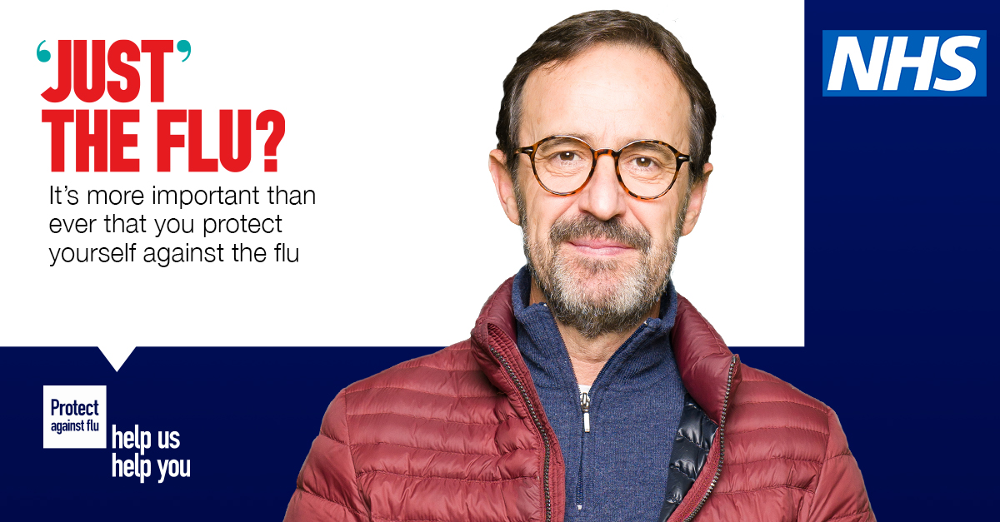 ‘JUST’
THE FLU?
It’s more important than
ever that you protect
yourself against the flu
NHS
Protect
against flu
help us
help you